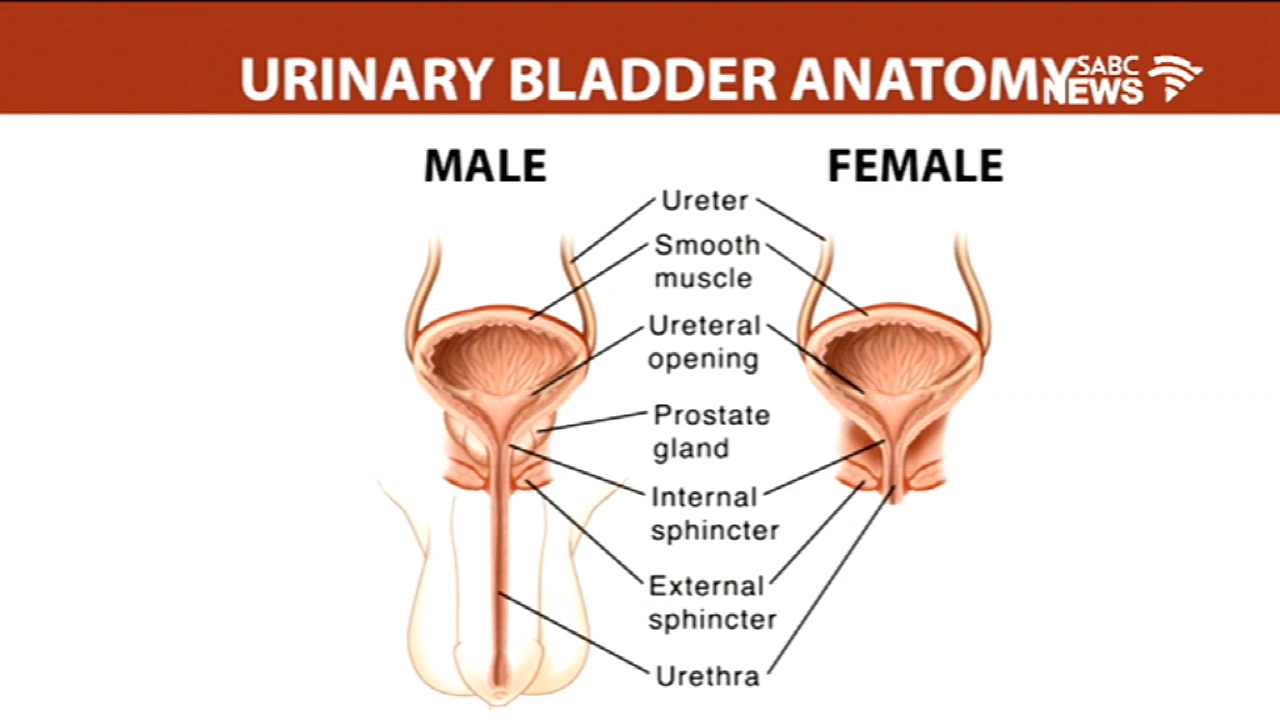 URINARY BLADDER ANATOMY
SABC
NEWS
MALE
FEMALE
Ureter
Smooth
muscle
Ureteral
opening
Prostate
gland
Internal
sphincter
External
sphincter
Urethra